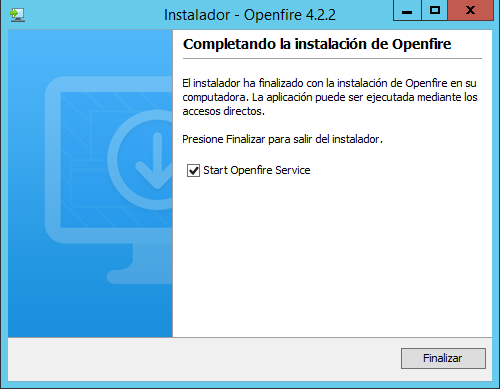 Instalador - Openfire 4.2.2
Completando la instalación de Openfire
El instalador ha finalizado con la instalación de Openfire en su
computadora. La aplicación puede ser ejecutada mediante los
accesos directos.
Presione Finalizar para salir del instalador.
Start Openfire Service
Finalizar